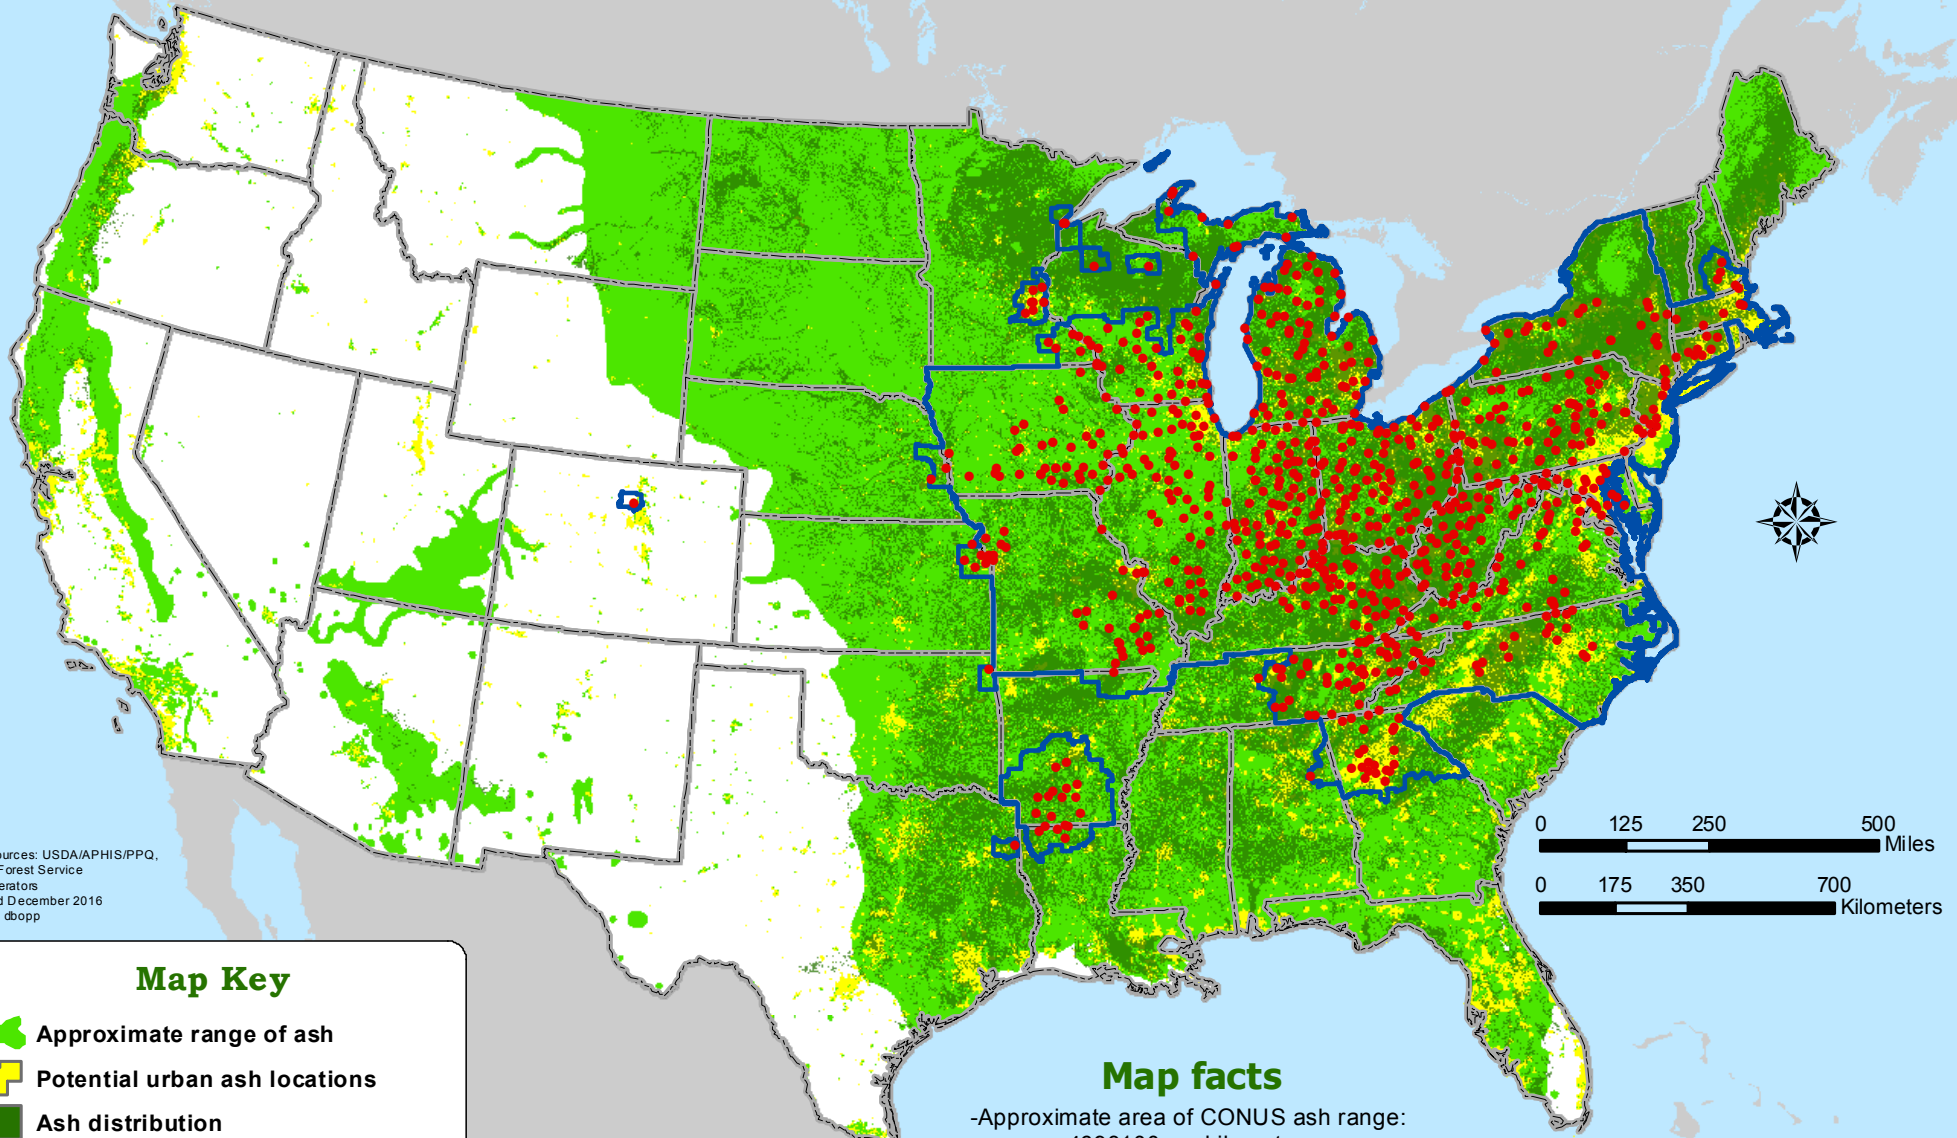 USDA/APHIS/PPQ,
Forest Service
December 2016
dbopp
Map Key
Approximate range of ash
Potential urban ash locations
Ash distribution
0 125 250 500
Miles
0 175 350 700
Kilometers
Map facts
-Approximate area of CONUS ash range: